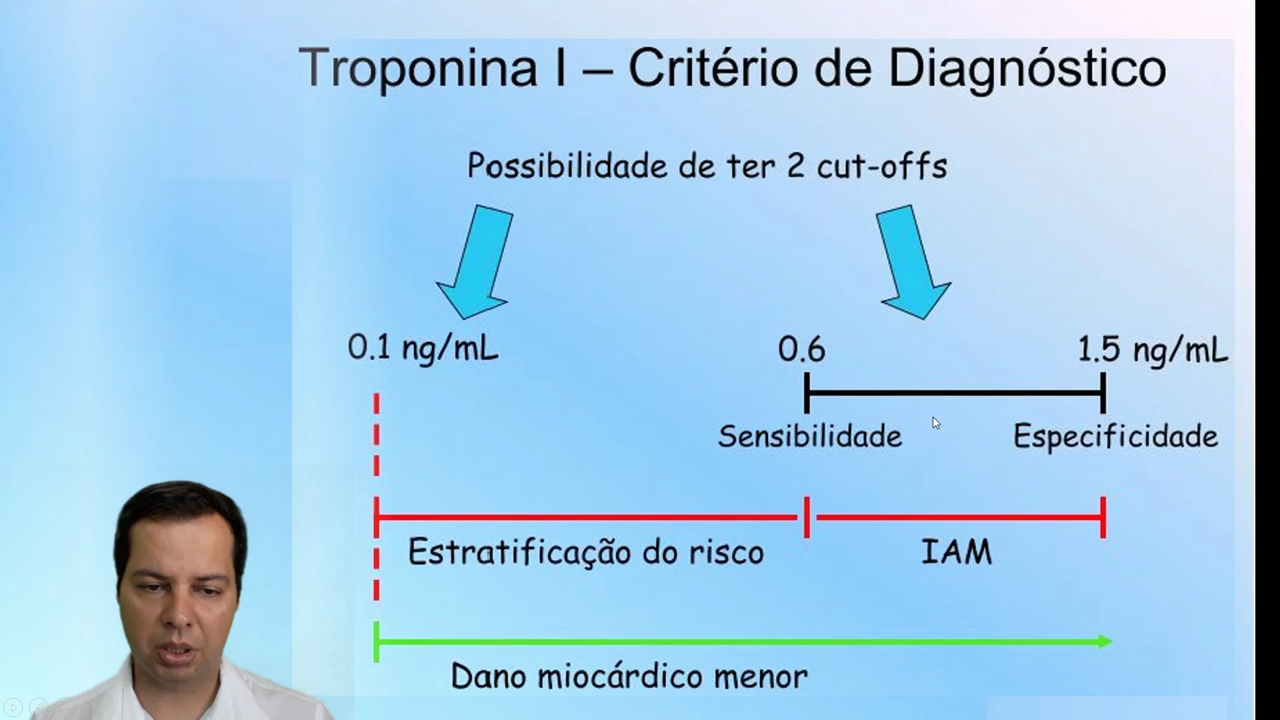 Troponina I – Critério de Diagnóstico
Possibilidade de ter 2 cut-offs
0.1 ng/mL
0.6
1.5 ng/mL
Sensibilidade
Especificidade
Estratificação do risco
IAM
Dano miocárdico menor